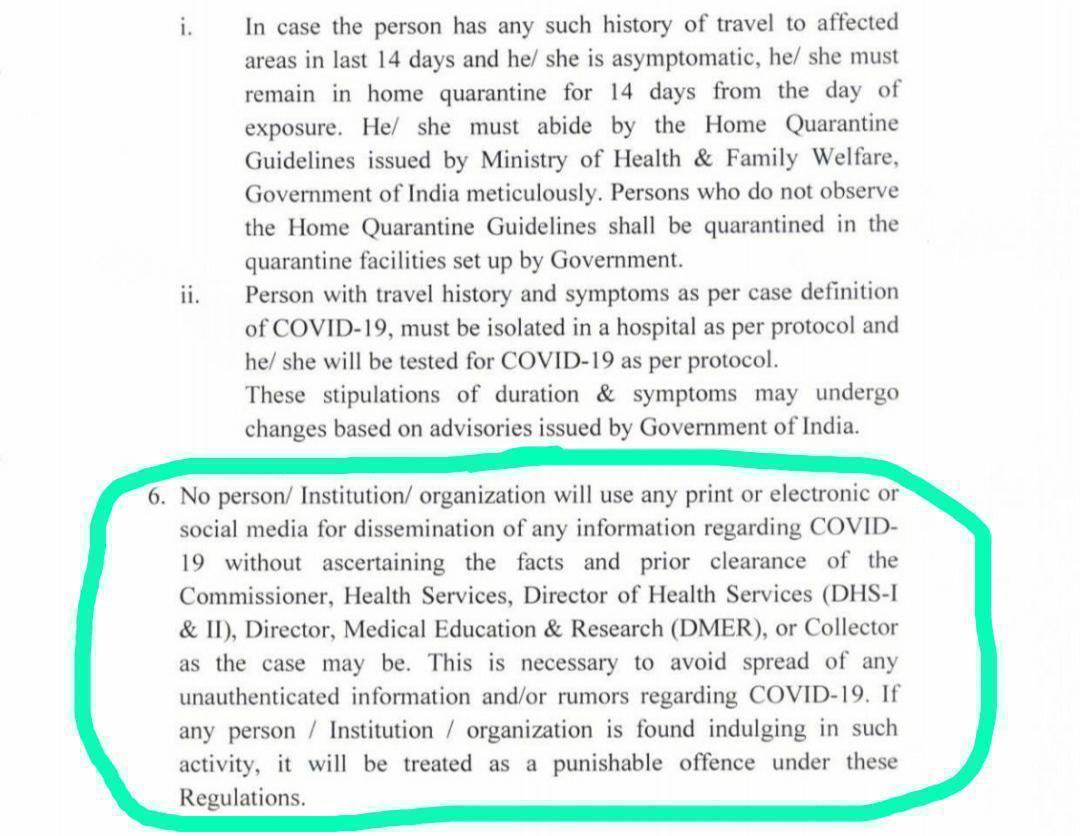 i. In case the person has any such history of travel to affected
areas in last 14 days and he/ she is asymptomatic, he/ she must
remain in home quarantine for 14 days from the day of
exposure. He/ she must abide by the Home Quarantine
Guidelines issued by Ministry of Health & Family Welfare,
Government of India meticulously. Persons who do not observe
the Home Quarantine Guidelines shall be quarantined in the
quarantine facilities set up by Government.
ii. Person with travel history and symptoms as per case definition
of COVID-19, must be isolated in a hospital as per protocol and
he/ she will be tested for COVID-19 as per protocol.
These stipulations of duration & symptoms may undergo
changes based on advisories issued by Government of India.
6. No person/ Institution/ organization will use any print or electronic or
social media for dissemination of any information regarding COVID-
19 without ascertaining the facts and prior clearance of the
Commissioner, Health Services, Director of Health Services (DHS-I
& II), Director, Medical Education & Research (DMER), or Collector
as the case may be. This is necessary to avoid spread of any
unauthenticated information and/or rumors regarding COVID-19. If
any person / Institution / organization is found indulging in such
activity, it will be treated as a punishable offence under these
Regulations.